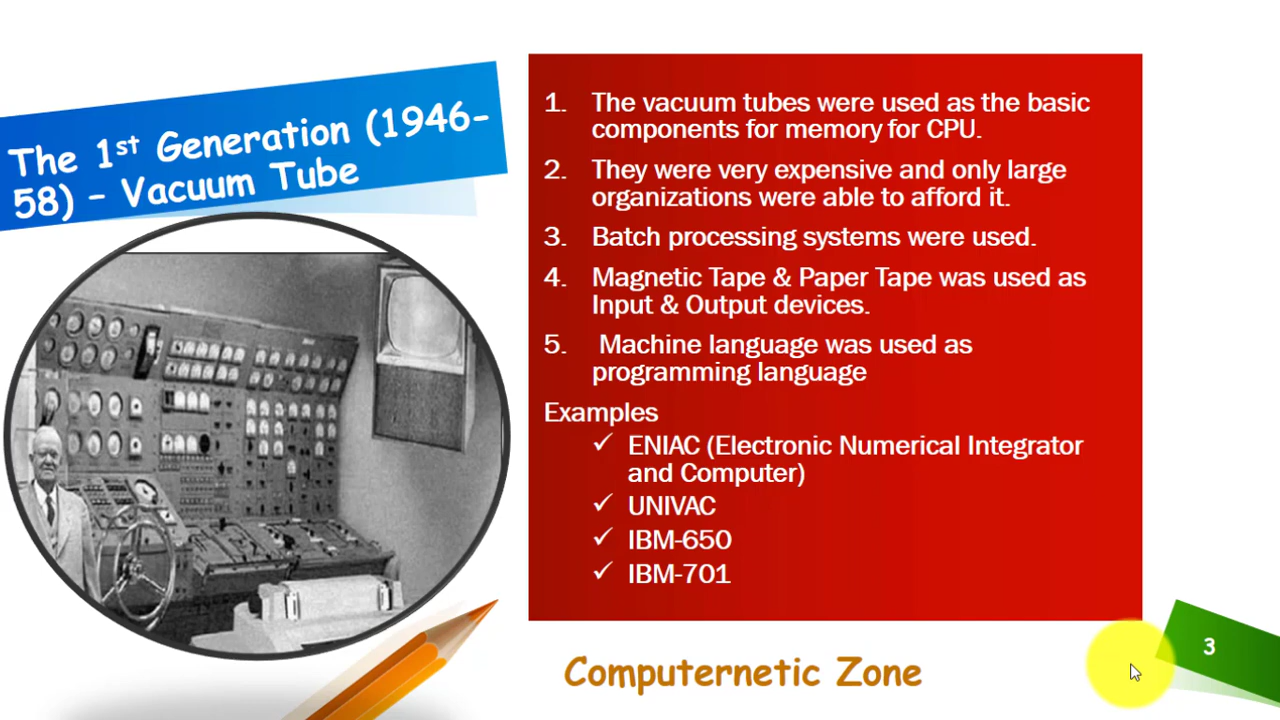 The 1st Generation (1946-
58) – Vacuum Tube
1. The vacuum tubes were used as the basic
components for memory for CPU.
2. They were very expensive and only large
organizations were able to afford it.
3. Batch processing systems were used.
4. Magnetic Tape & Paper Tape was used as
Input & Output devices.
5. Machine language was used as
programming language
Examples
✓ ENIAC (Electronic Numerical Integrator
and Computer)
✓ UNIVAC
✓ IBM-650
✓ IBM-701
Computernetic Zone
3